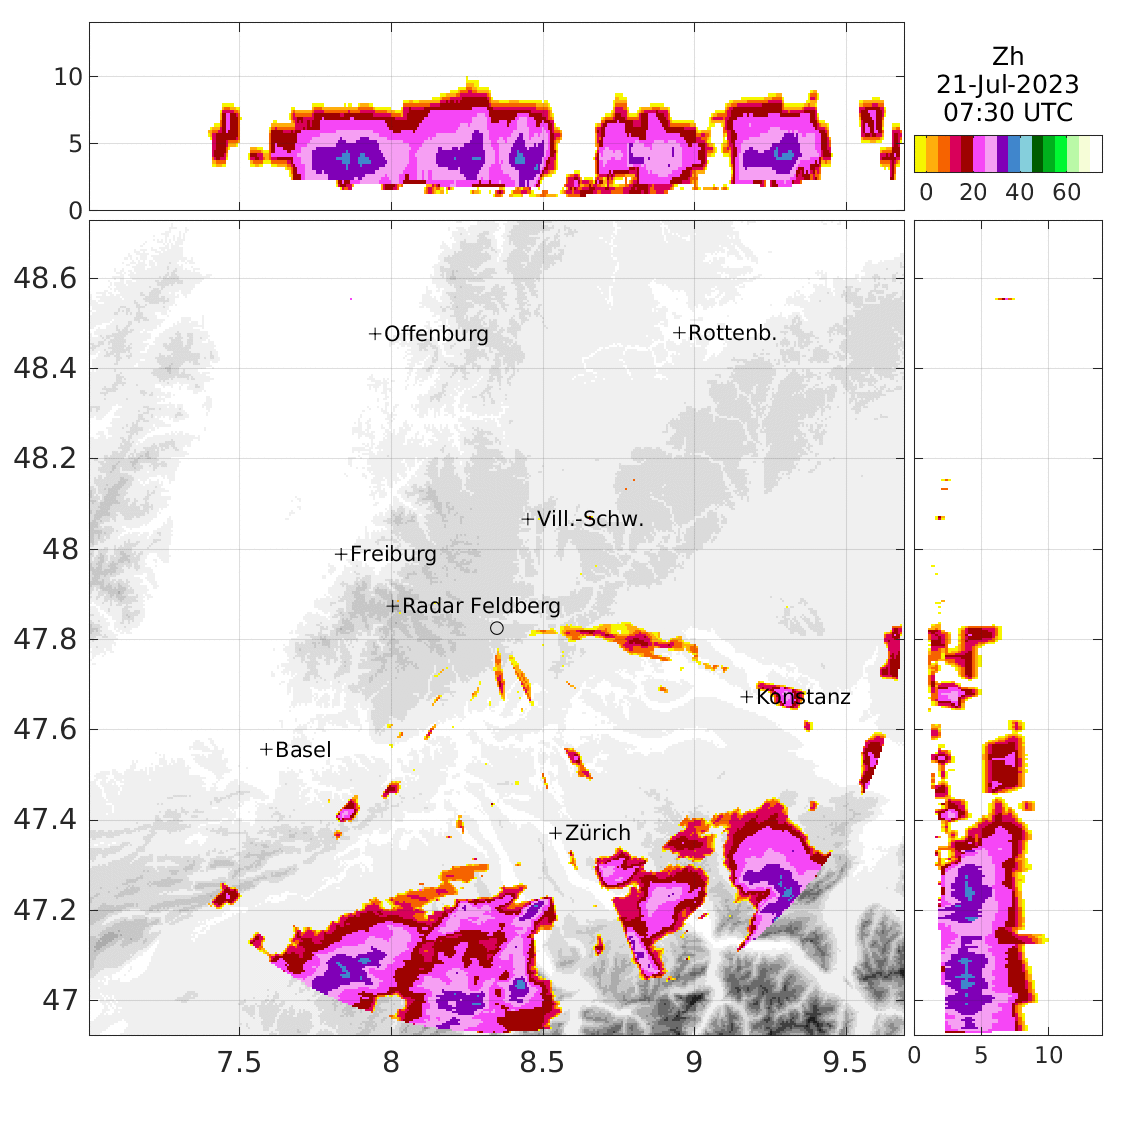 10
5
0
Zh
21-Jul-2023
07:30 UTC
0 20 40 60
48.6
48.4
48.2
48
47.8
47.6
47.4
47.2
47
Offenburg
Rottenb.
Vill.-Schw.
Freiburg
Radar Feldberg
Konstanz
Basel
Zürich
7.5 8 8.5 9 9.5
0 5 10